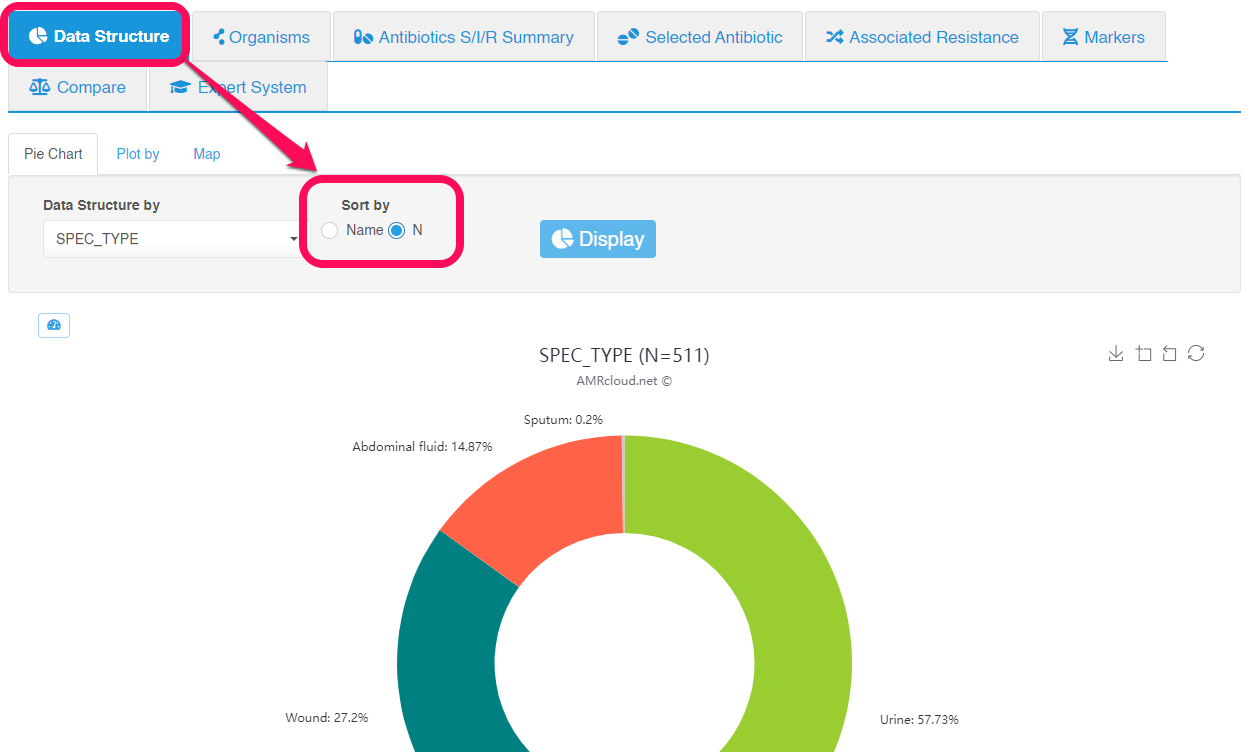 Data Structure
Organisms
Antibiotics S/I/R Summary
Selected Antibiotic
Associated Resistance
Markers
Compare
Expert System
Pie Chart
Plot by
Map
Data Structure by
SPEC_TYPE
Sort by
Name
N
Display
SPEC_TYPE (N=511)
AMRcloud.net ©
Sputum: 0.2%
Abdominal fluid: 14.87%
Wound: 27.2%
Urine: 57.73%